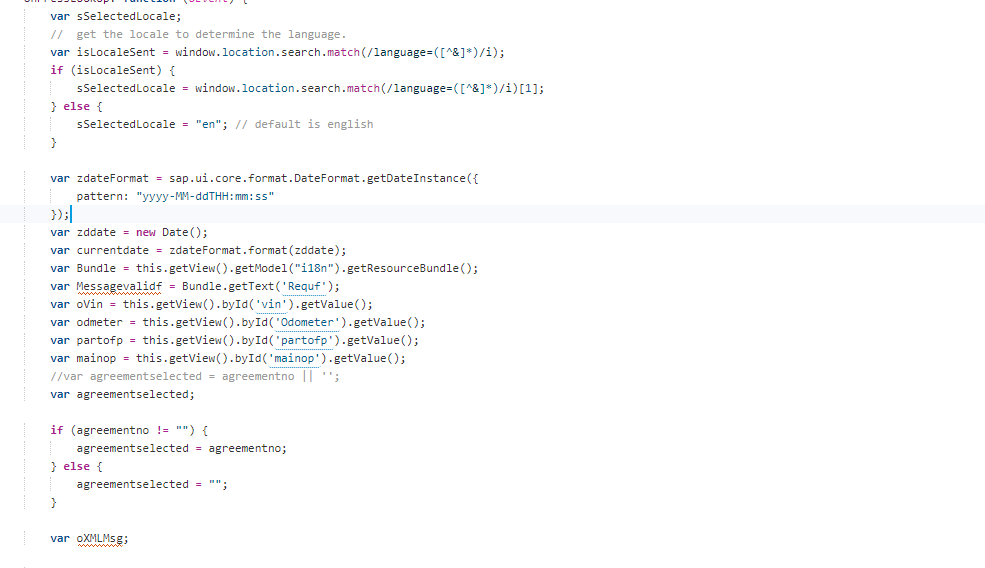 var sSelectedLocale;
// get the locale to determine the language.
var isLocaleSent = window.location.search.match(/language=([^&]*)/i);
if (isLocaleSent) {
sSelectedLocale = window.location.search.match(/language=([^&]*)/i)[1];
} else {
sSelectedLocale = "en"; // default is english
}
var zdateFormat = sap.ui.core.format.DateFormat.getDateInstance({
pattern: "yyyy-MM-ddTHH:mm:ss"
});
var zddate = new Date();
var currentdate = zdateFormat.format(zddate);
var Bundle = this.getView().getModel("i18n").getResourceBundle();
var Messagevalidf = Bundle.getText('Requf');
var oVin = this.getView().byId('vin').getValue();
var odmeter = this.getView().byId('Odometer').getValue();
var partofp = this.getView().byId('partofp').getValue();
var mainop = this.getView().byId('mainop').getValue();
//var agreementselected = agreementno || '';
var agreementselected;
if (agreementno != "") {
agreementselected = agreementno;
} else {
agreementselected = "";
}
var oXMLMsg;